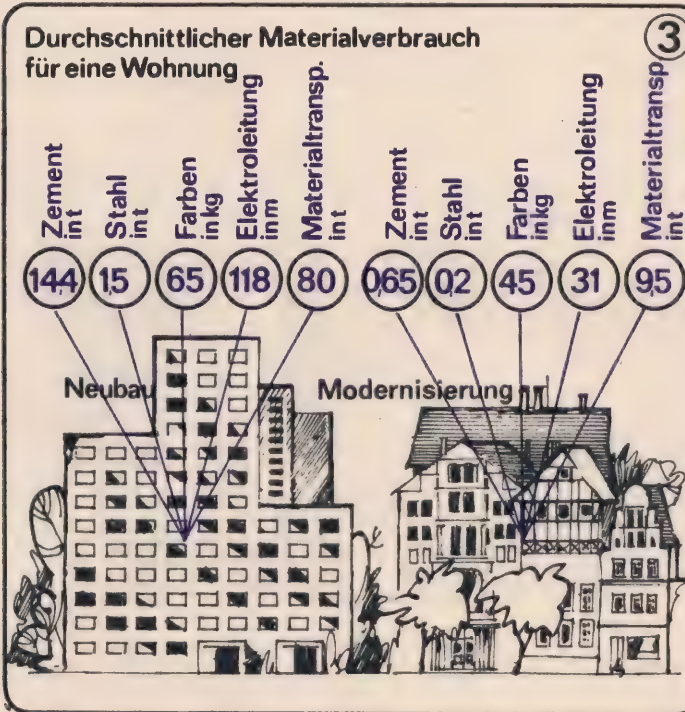 Durchschnittlicher Materialverbrauch
für eine Wohnung
3
Zement
in t
Stahl
in t
Farben
in kg
Elektroleitung
in m
Materialtransp.
in t
Zement
in t
Stahl
in t
Farben
in kg
Elektroleitung
in m
Materialtransp
in t
14,4
1,5
65
118
80
0,65
0,2
45
31
9,5
Neubau
Modernisierung